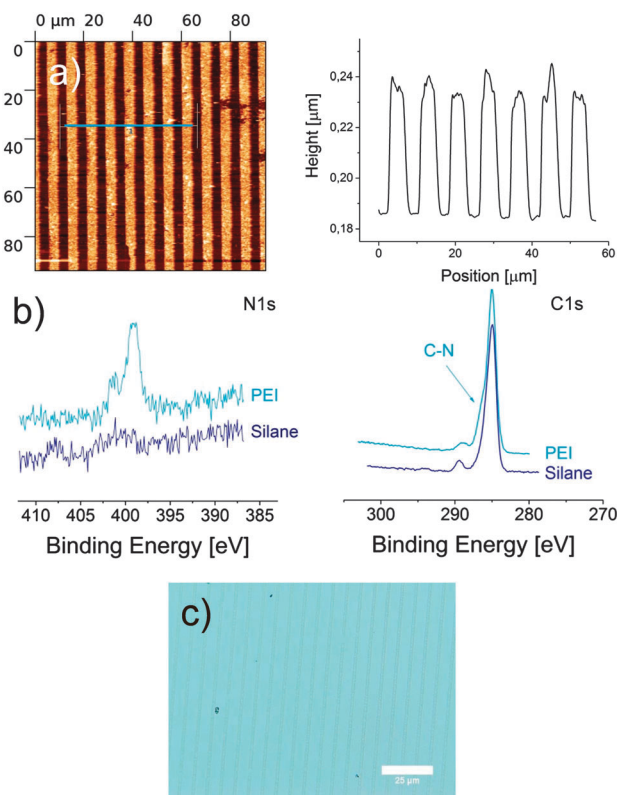 0 µm 20 40 60 80
0
20
40
60
80
a)
0,24
0,22
0,20
0,18
Height [µm]
0 20 40 60
Position [µm]
b)
N1s
PEI
Silane
410 405 400 395 390 385
Binding Energy [eV]
C1s
C-N
PEI
Silane
300 290 280 270
Binding Energy [eV]
c)
25 µm